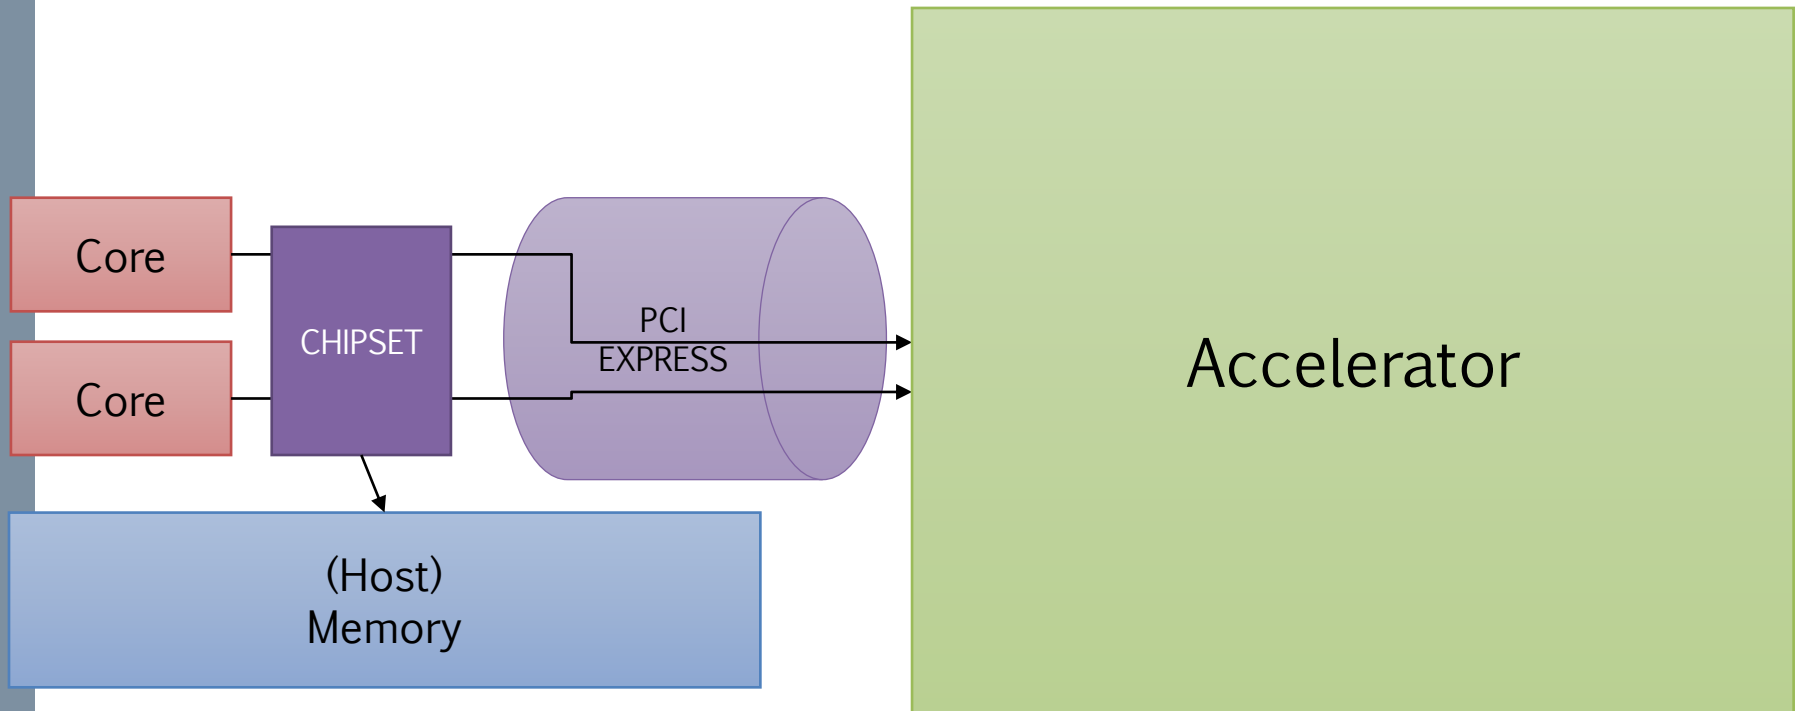 Core
CHIPSET
Core
PCI
EXPRESS
(Host)
Memory
Accelerator